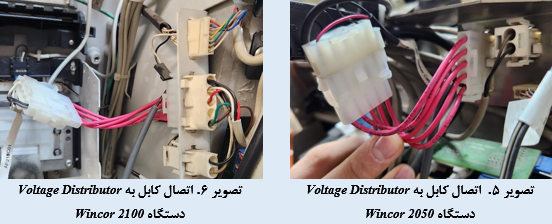 تصویر ۵. اتصال کابل به Voltage Distributor
دستگاه Wincor 2050
تصویر ۶. اتصال کابل به Voltage Distributor
دستگاه Wincor 2100